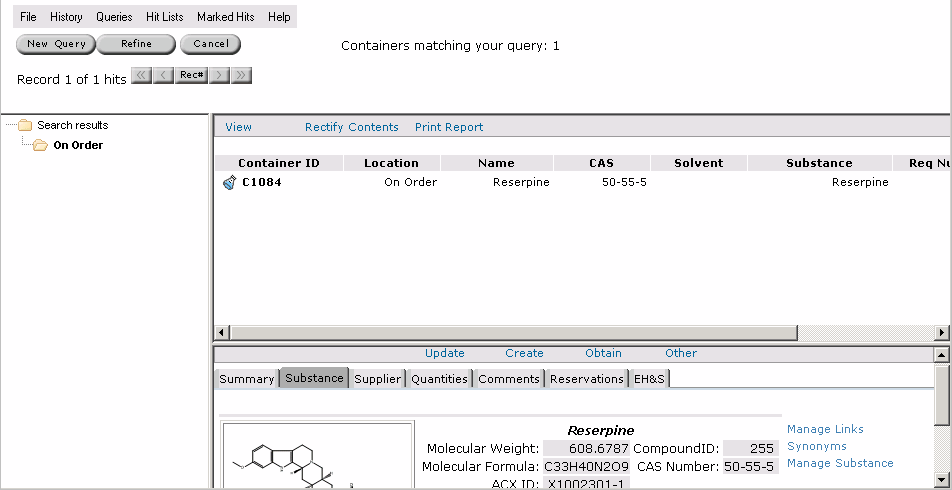 File History Queries Hit Lists Marked Hits Help
New Query Refine Cancel
Containers matching your query: 1
Record 1 of 1 hits Rec#
Search results
On Order
View Rectify Contents Print Report
Container ID Location Name CAS Solvent Substance Req Nu
C1084 On Order Reserpine 50-55-5 Reserpine
Update Create Obtain Other
Summary Substance Supplier Quantities Comments Reservations EH&S
Reserpine
Manage Links
Molecular Weight: 608.6787 CompoundID: 255
Synonyms
Molecular Formula: C33H40N2O9 CAS Number: 50-55-5
Manage Substance
ACX ID: X1002301-1